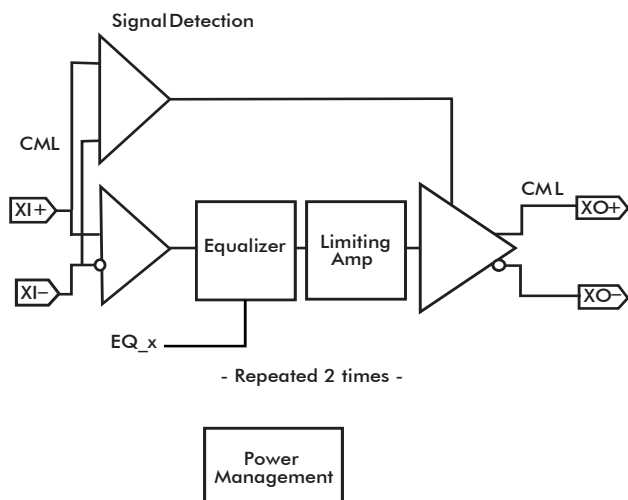 Signal Detection
CML
XI+
XI−
Equalizer
Limiting
Amp
CML
XO+
XO−
EQ_x
- Repeated 2 times -
Power
Management